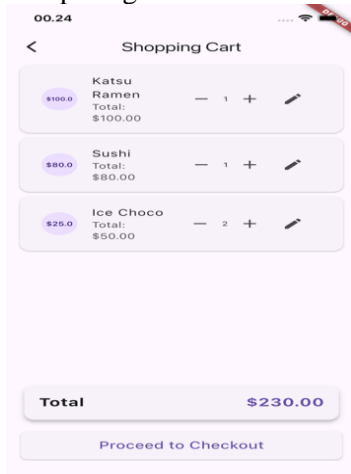 00.24
DEBUG
Shopping Cart
Katsu
Ramen
$100.0
Total:
$100.00
1
Sushi
$80.0
Total:
$80.00
1
Ice Choco
$25.0
Total:
$50.00
2
Total
$230.00
Proceed to Checkout